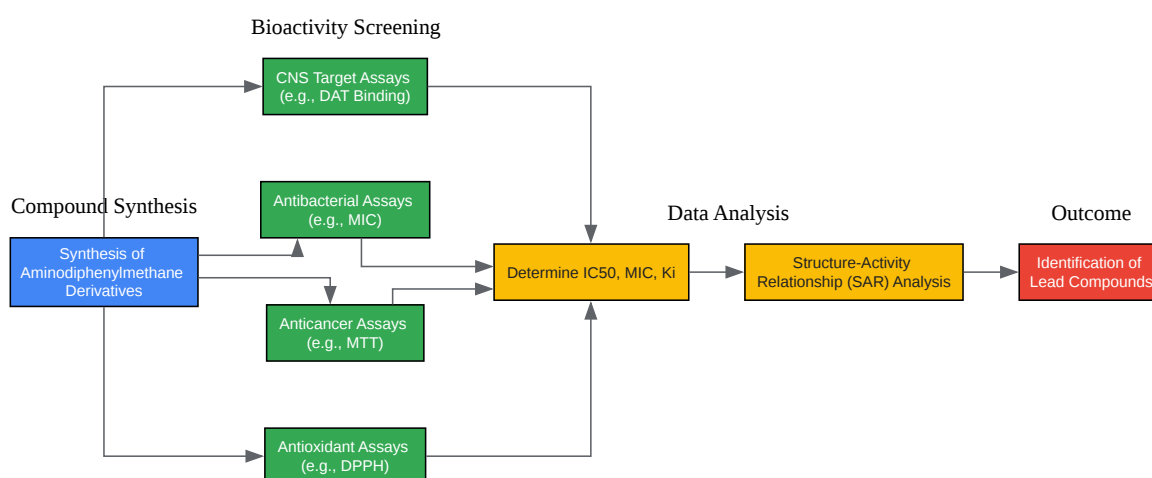 Bioactivity Screening
CNS Target Assays
(e.g., DAT Binding)
Compound Synthesis
Antibacterial Assays
(e.g., MIC)
Data Analysis
Outcome
Synthesis of
Aminodiphenylmethane
Derivatives
Determine IC50, MIC, Ki
Structure-Activity
Relationship (SAR) Analysis
Identification of
Lead Compounds
Anticancer Assays
(e.g., MTT)
Antioxidant Assays
(e.g., DPPH)